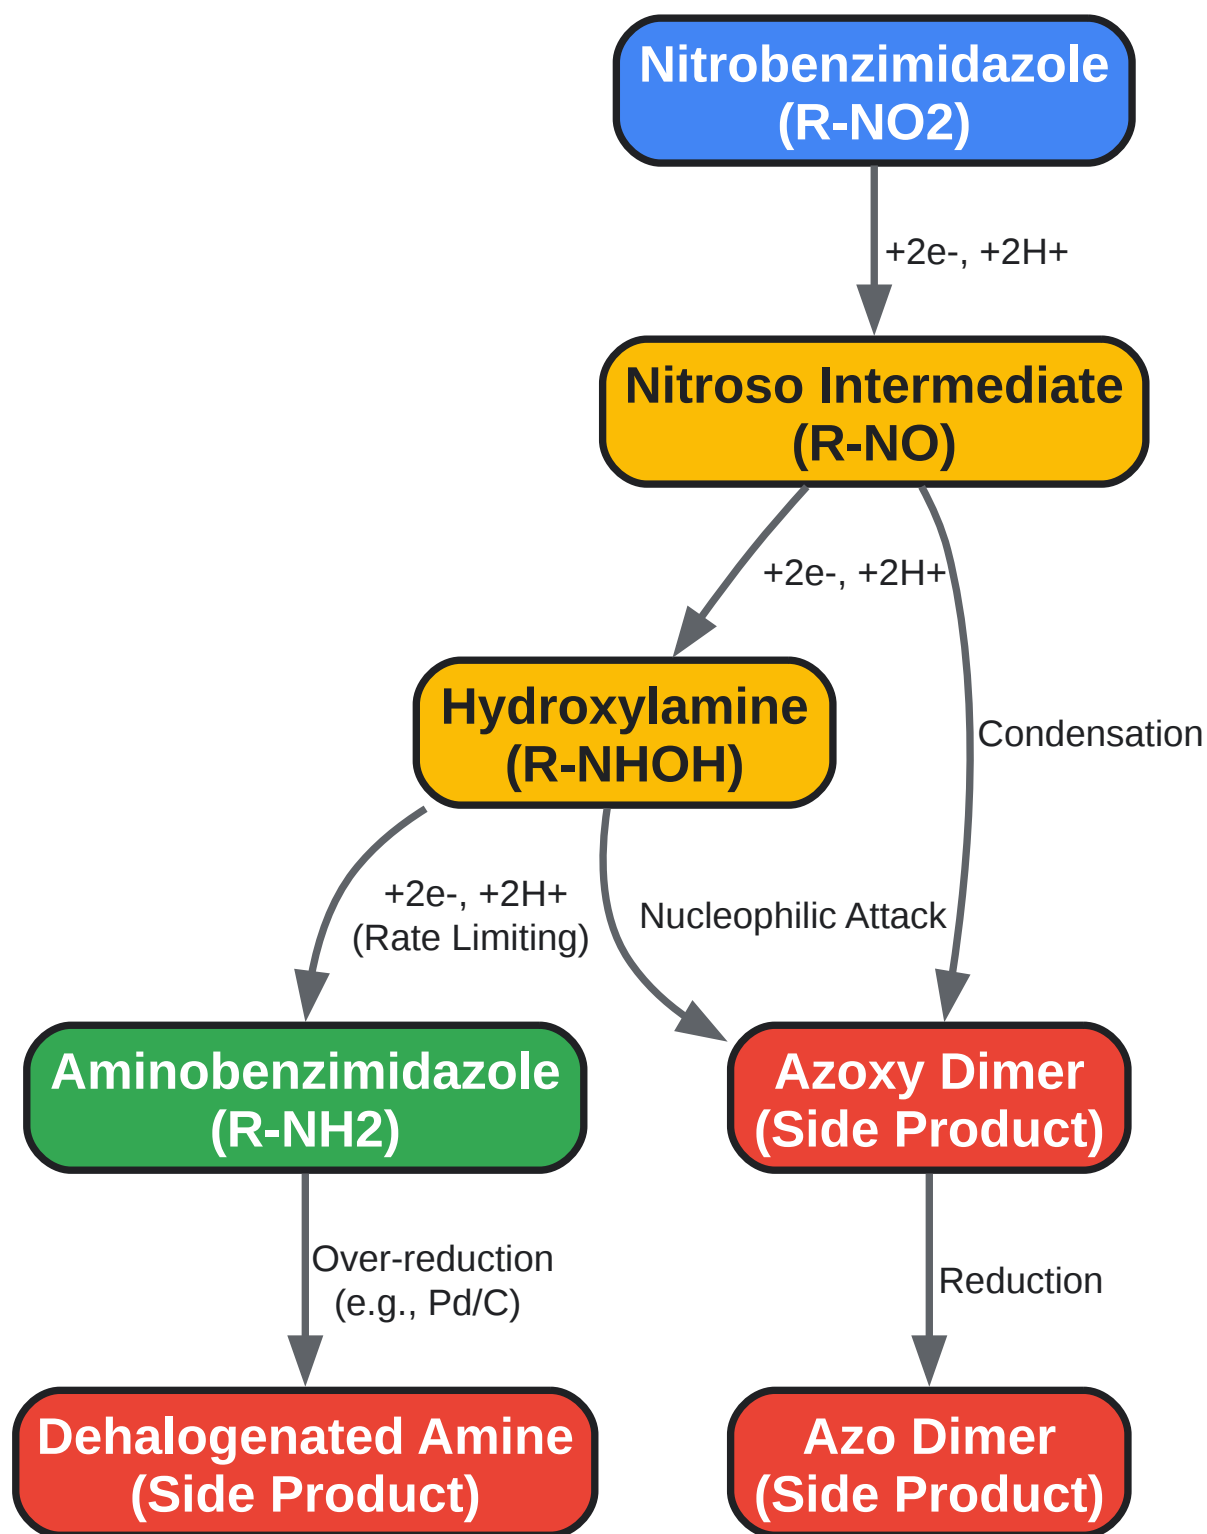 Nitrobenzimidazole
(R-NO2)
+2e-, +2H+
Nitroso Intermediate
(R-NO)
+2e-, +2H+
Hydroxylamine
(R-NHOH)
Condensation
+2e-, +2H+
(Rate Limiting)
Nucleophilic Attack
Aminobenzimidazole
(R-NH2)
Azoxy Dimer
(Side Product)
Over-reduction
(e.g., Pd/C)
Reduction
Dehalogenated Amine
(Side Product)
Azo Dimer
(Side Product)